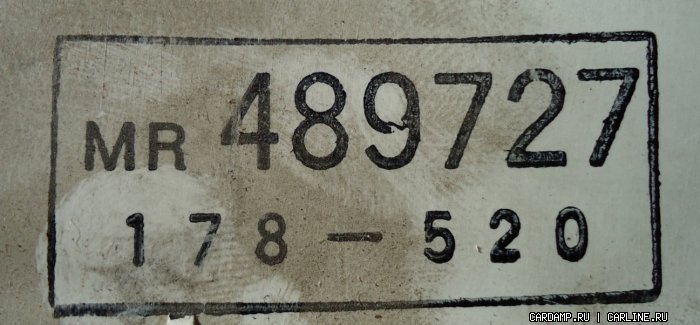 MR 489727
178-520
CARDAMP.RU | CARLINE.RU